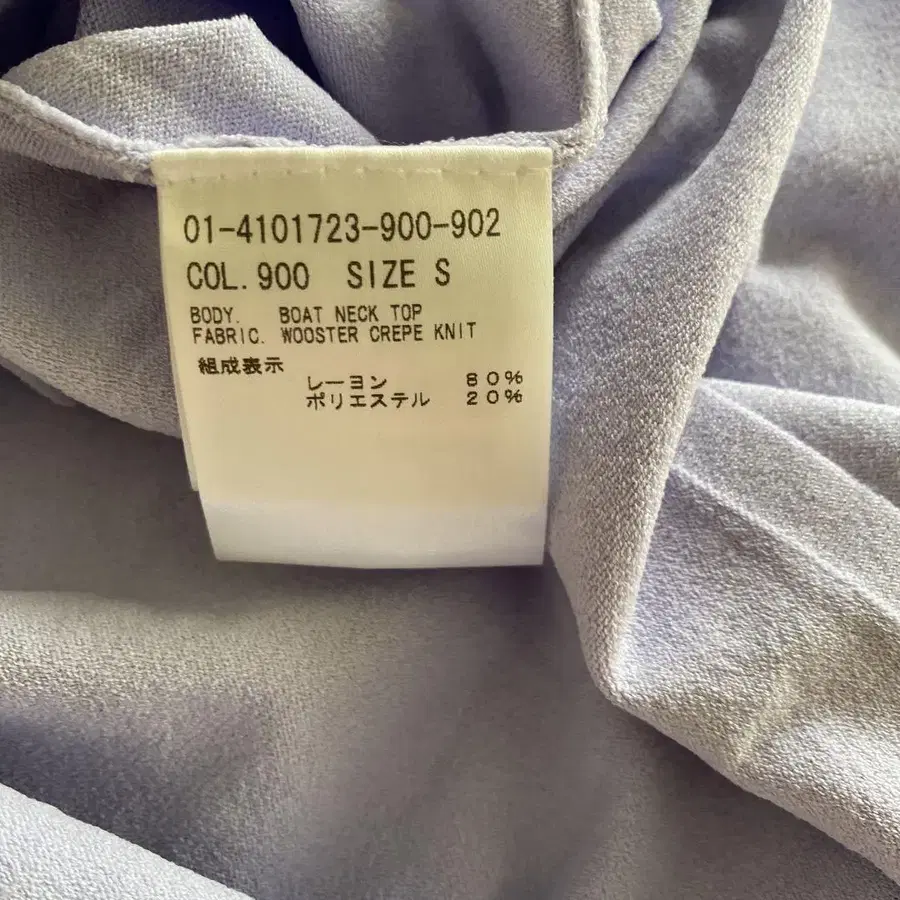 01-4101723-900-902
COL.900 SIZE S
BODY. BOAT NECK TOP
FABRIC. WOOSTER CREPE KNIT
組成表示
レーヨン 80%
ポリエステル 20%